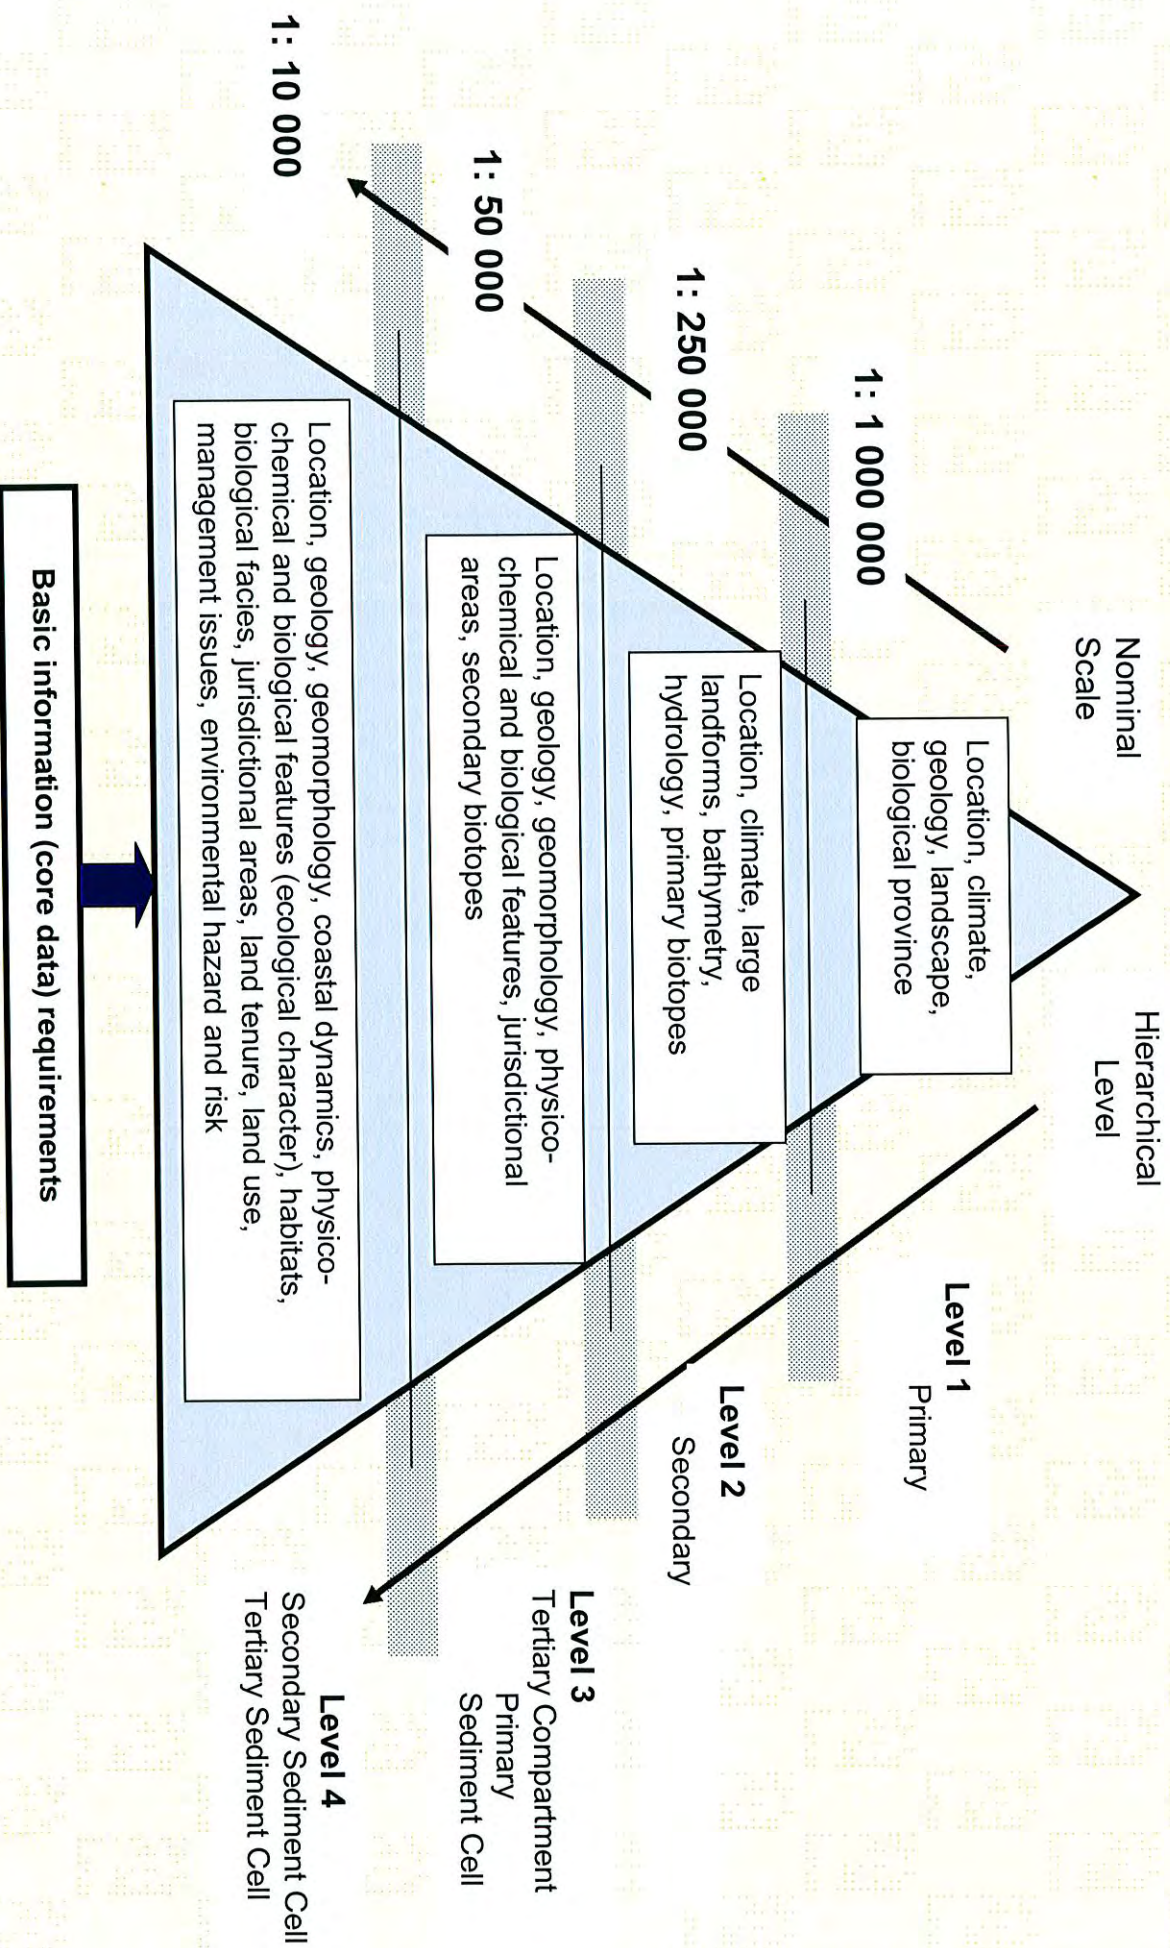 Nominal
Scale
Hierarchical
Level
1: 1 000 000
Location, climate,
geology, landscape,
biological province
Level 1
Primary
1: 250 000
Location, climate, large
landforms, bathymetry,
hydrology, primary biotopes
Level 2
Secondary
1: 50 000
Location, geology, geomorphology, physico-
chemical and biological features, jurisdictional
areas, secondary biotopes
Level 3
Tertiary Compartment
Primary
Sediment Cell
1: 10 000
Location, geology, geomorphology, coastal dynamics, physico-
chemical and biological features (ecological character), habitats,
biological facies, jurisdictional areas, land tenure, land use,
management issues, environmental hazard and risk
Level 4
Secondary Sediment Cell
Tertiary Sediment Cell
Basic information (core data) requirements